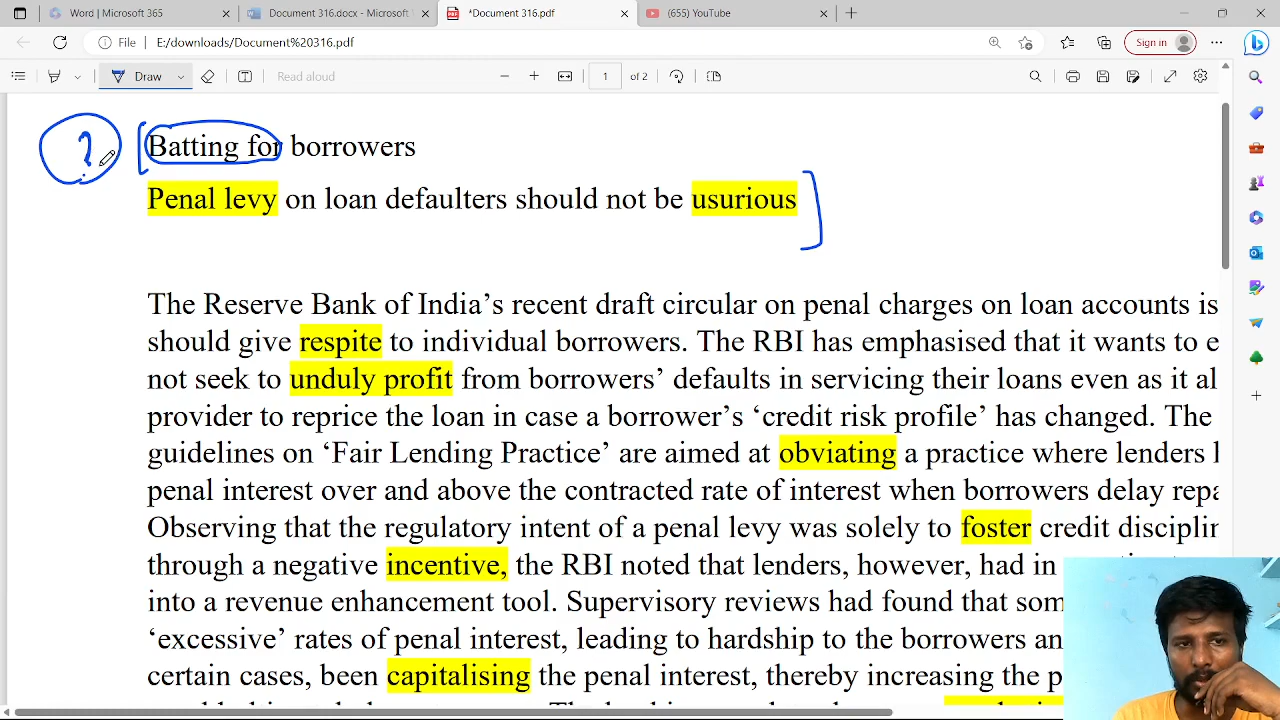 Word | Microsoft 365
Document 316.docx - Microsoft
*Document 316.pdf
(655) YouTube
File
E:/downloads/Document%20316.pdf
Sign in
Draw
Read aloud
1 of 2
?
Batting for borrowers
Penal levy on loan defaulters should not be usurious
The Reserve Bank of India’s recent draft circular on penal charges on loan accounts is
should give respite to individual borrowers. The RBI has emphasised that it wants to e
not seek to unduly profit from borrowers’ defaults in servicing their loans even as it al
provider to reprice the loan in case a borrower’s ‘credit risk profile’ has changed. The
guidelines on ‘Fair Lending Practice’ are aimed at obviating a practice where lenders
penal interest over and above the contracted rate of interest when borrowers delay repa
Observing that the regulatory intent of a penal levy was solely to foster credit disciplin
through a negative incentive, the RBI noted that lenders, however, had in
into a revenue enhancement tool. Supervisory reviews had found that som
‘excessive’ rates of penal interest, leading to hardship to the borrowers an
certain cases, been capitalising the penal interest, thereby increasing the p